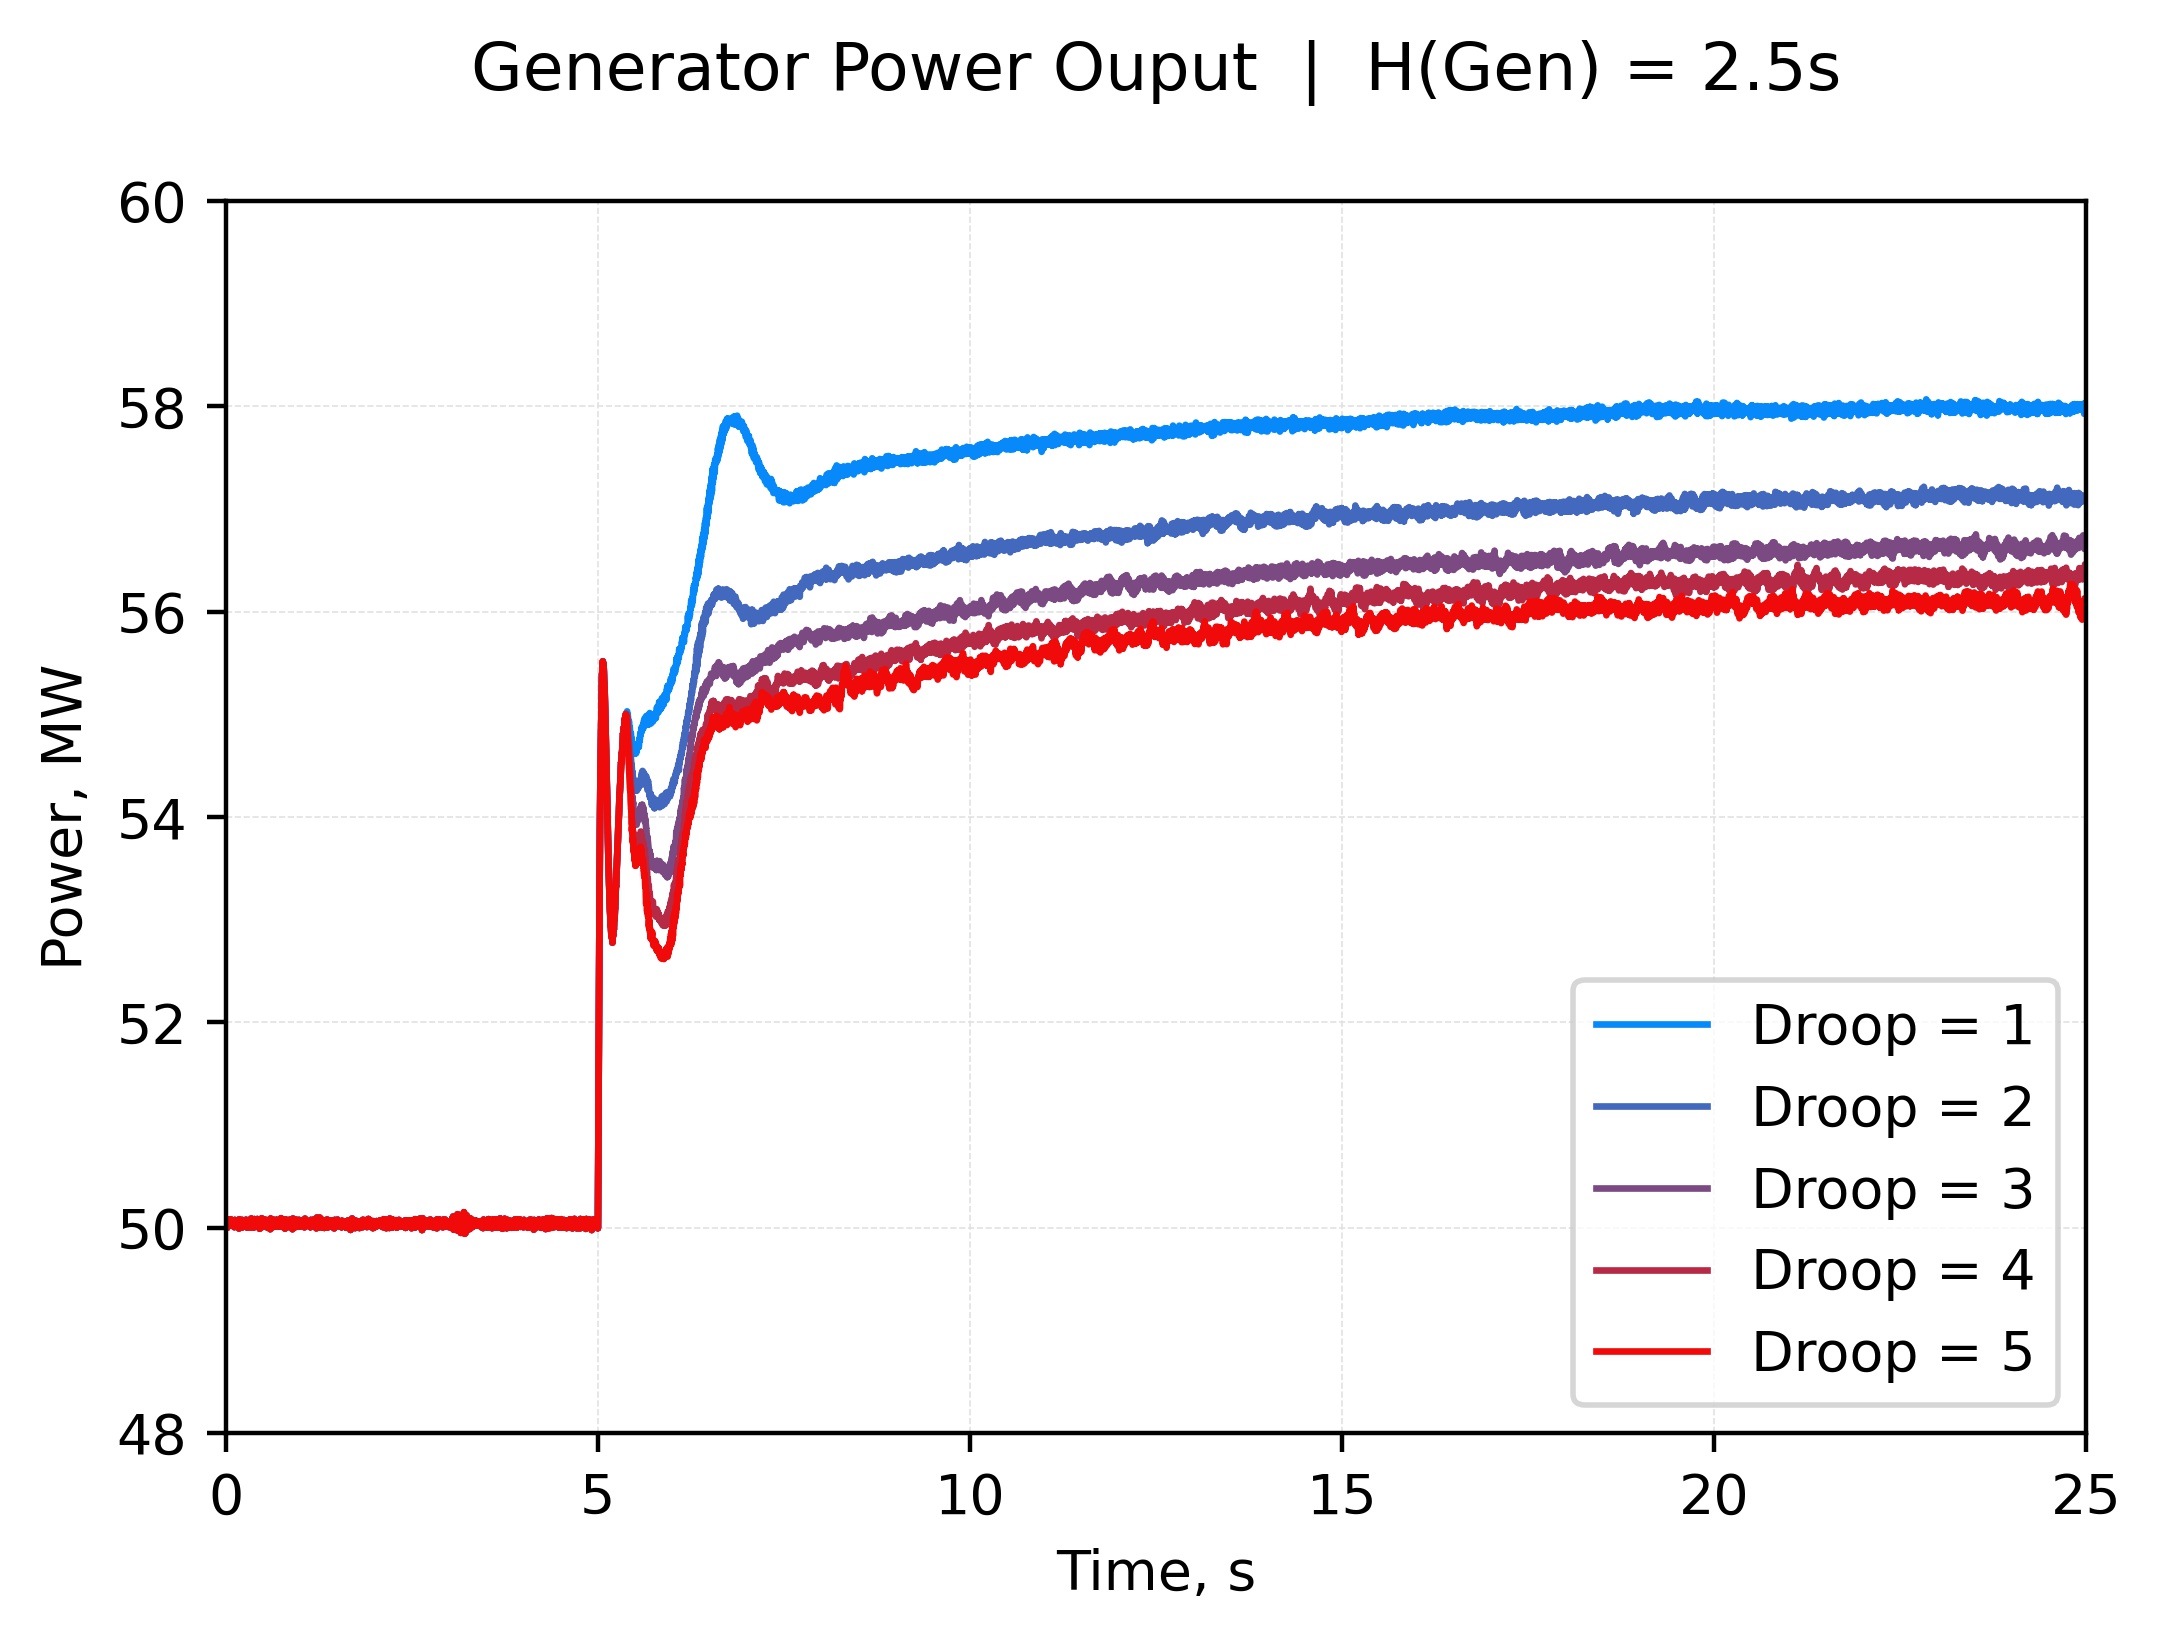 Generator Power Ouput | H(Gen) = 2.5s
60
58
56
54
52
50
48
Power, MW
0 5 10 15 20 25
Time, s
Droop = 1
Droop = 2
Droop = 3
Droop = 4
Droop = 5